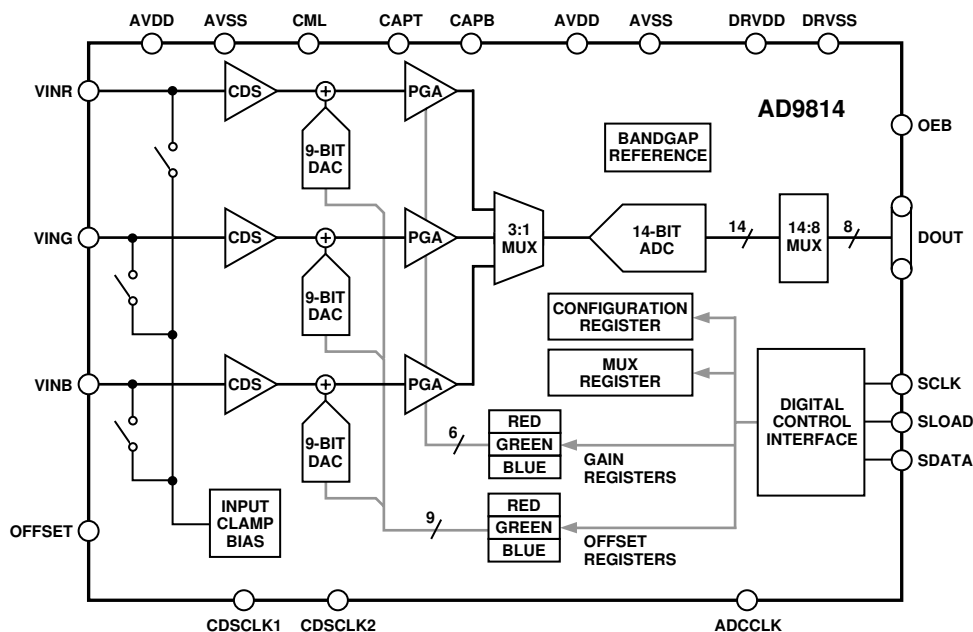 AVDD AVSS CML CAPT CAPB AVDD AVSS DRVDD DRVSS
VINR
CDS
+
PGA
AD9814
OEB
9-BIT
DAC
BANDGAP
REFERENCE
VING
CDS
+
PGA
3:1
MUX
14-BIT
ADC
14
14:8
MUX
8
DOUT
9-BIT
DAC
CONFIGURATION
REGISTER
VINB
CDS
+
PGA
MUX
REGISTER
DIGITAL
CONTROL
INTERFACE
SCLK
SLOAD
SDATA
9-BIT
DAC
6
RED
GREEN
BLUE
GAIN
REGISTERS
OFFSET
INPUT
CLAMP
BIAS
9
RED
GREEN
BLUE
OFFSET
REGISTERS
CDSCLK1 CDSCLK2 ADCCLK